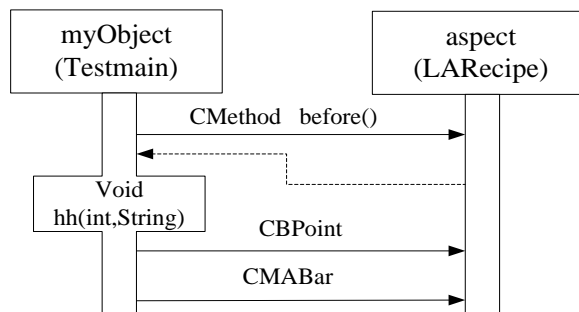 myObject
(Testmain)
aspect
(LARecipe)
CMethod before()
Void
hh(int,String)
CBPoint
CMABar